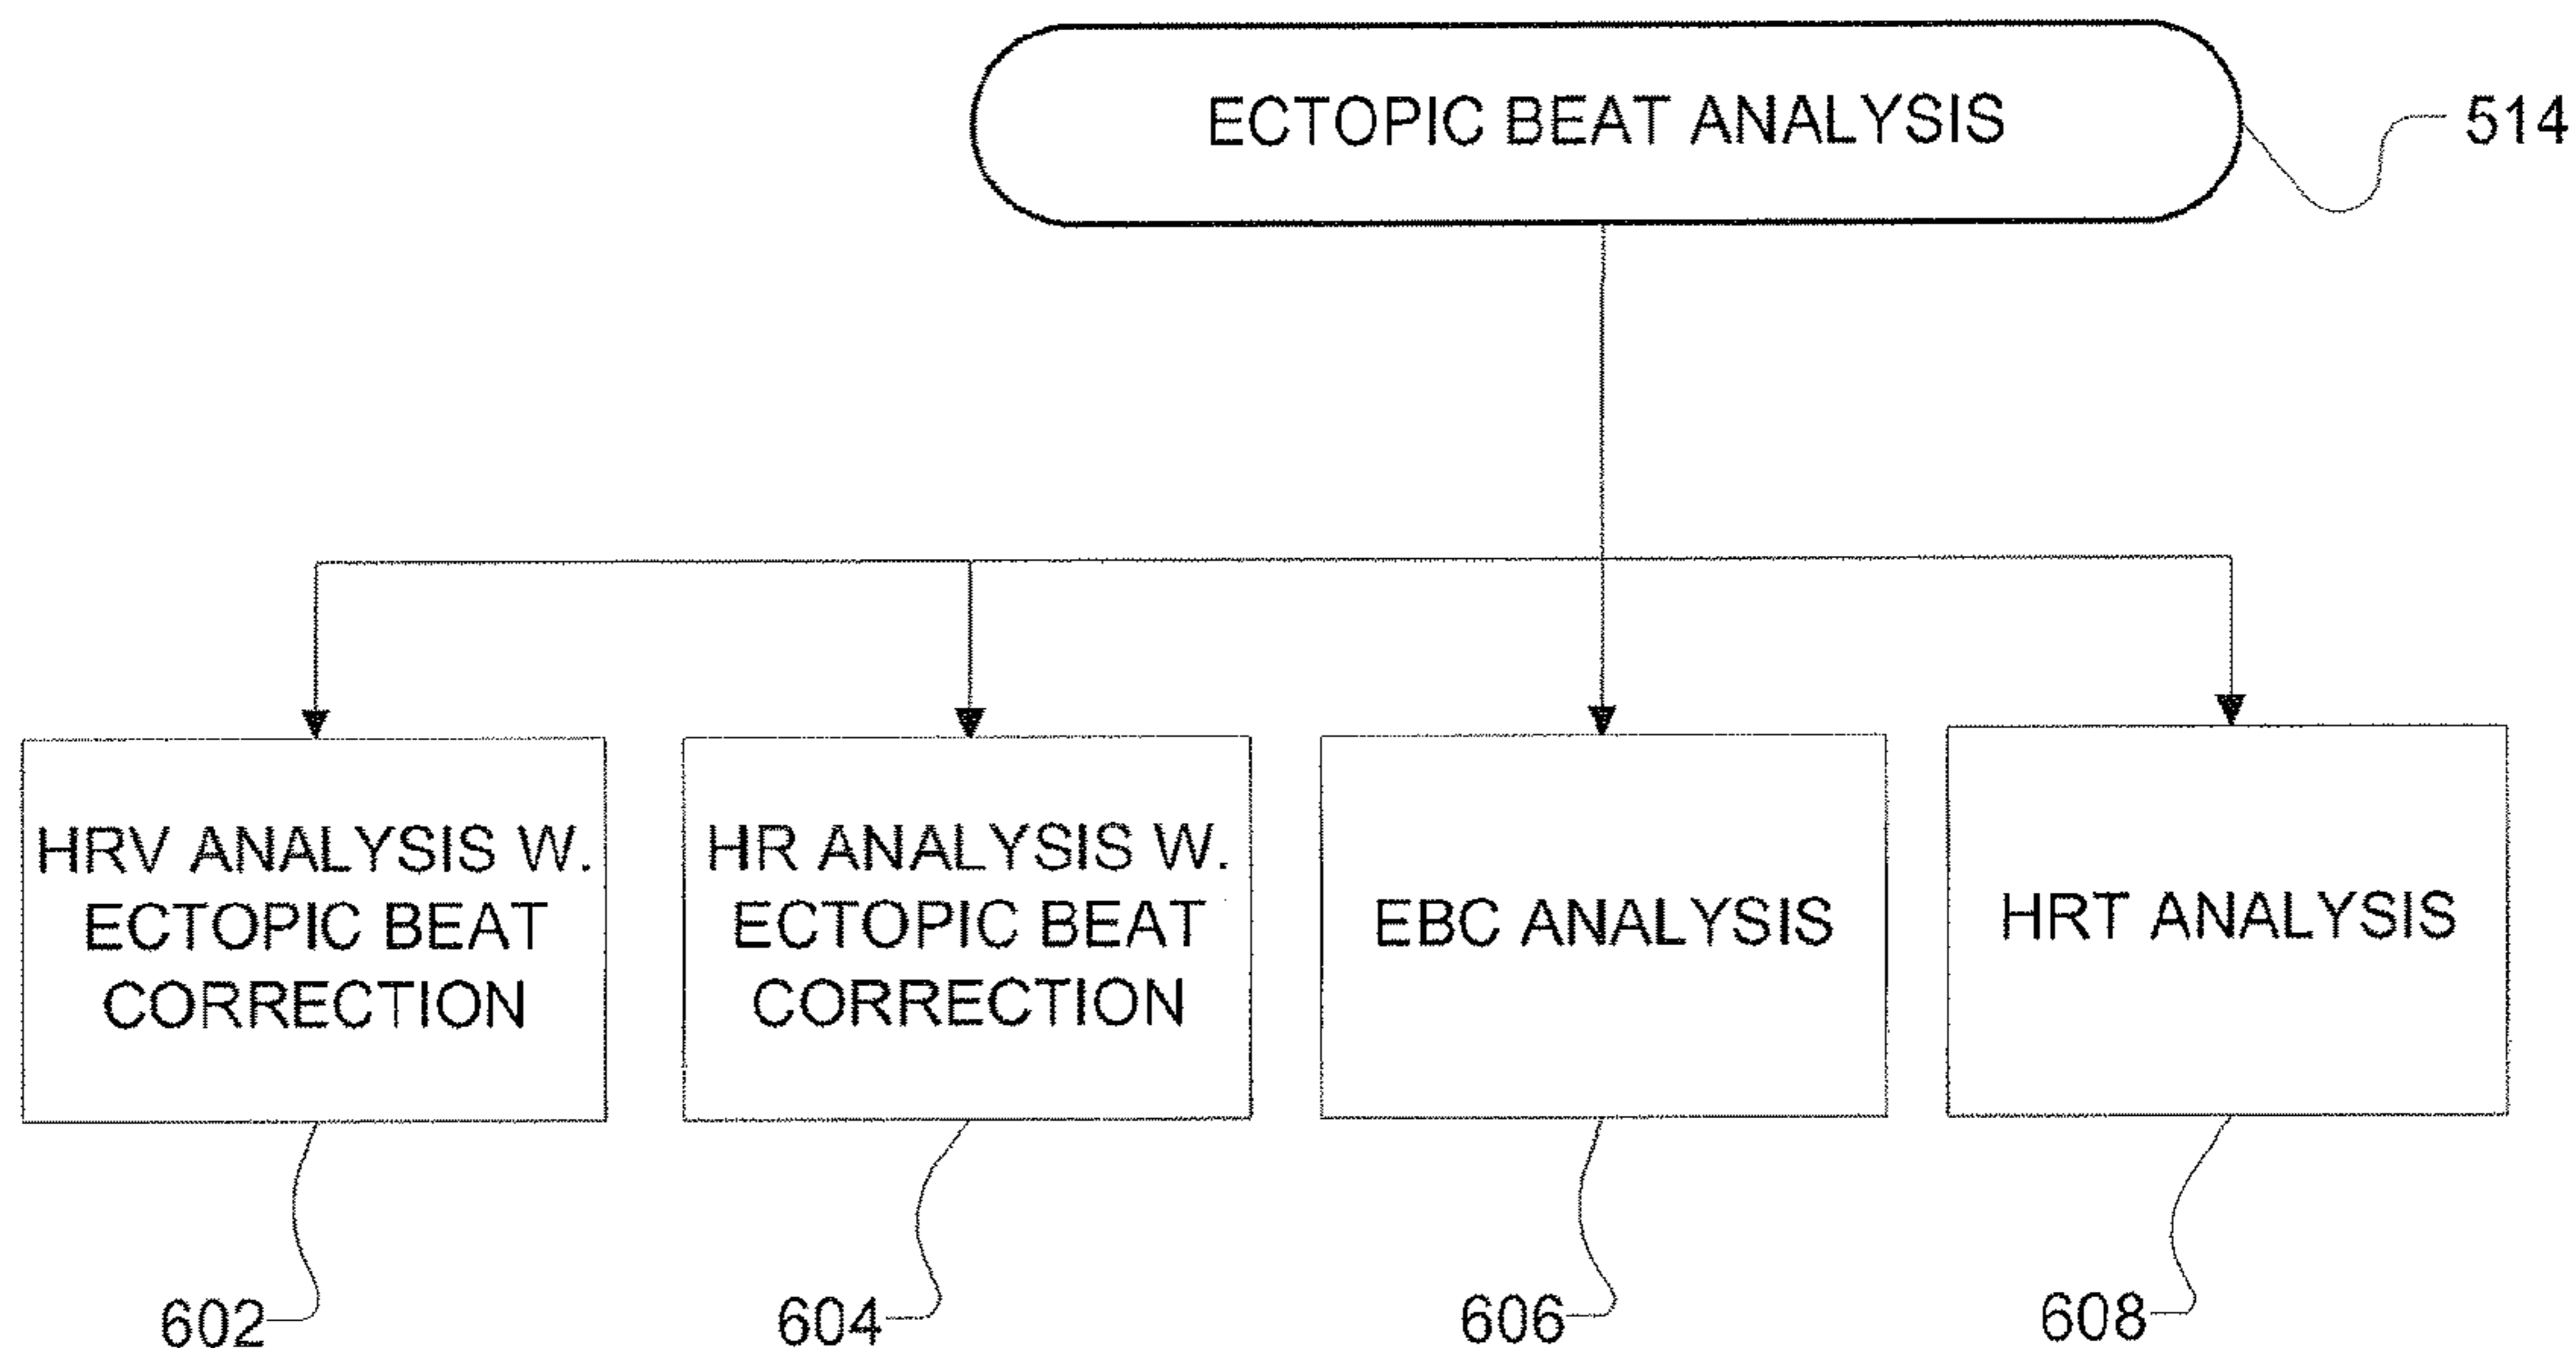 ECTOPIC BEAT ANALYSIS
514
HRV ANALYSIS W.
ECTOPIC BEAT
CORRECTION
HR ANALYSIS W.
ECTOPIC BEAT
CORRECTION
EBC ANALYSIS
HRT ANALYSIS
602
604
606
608